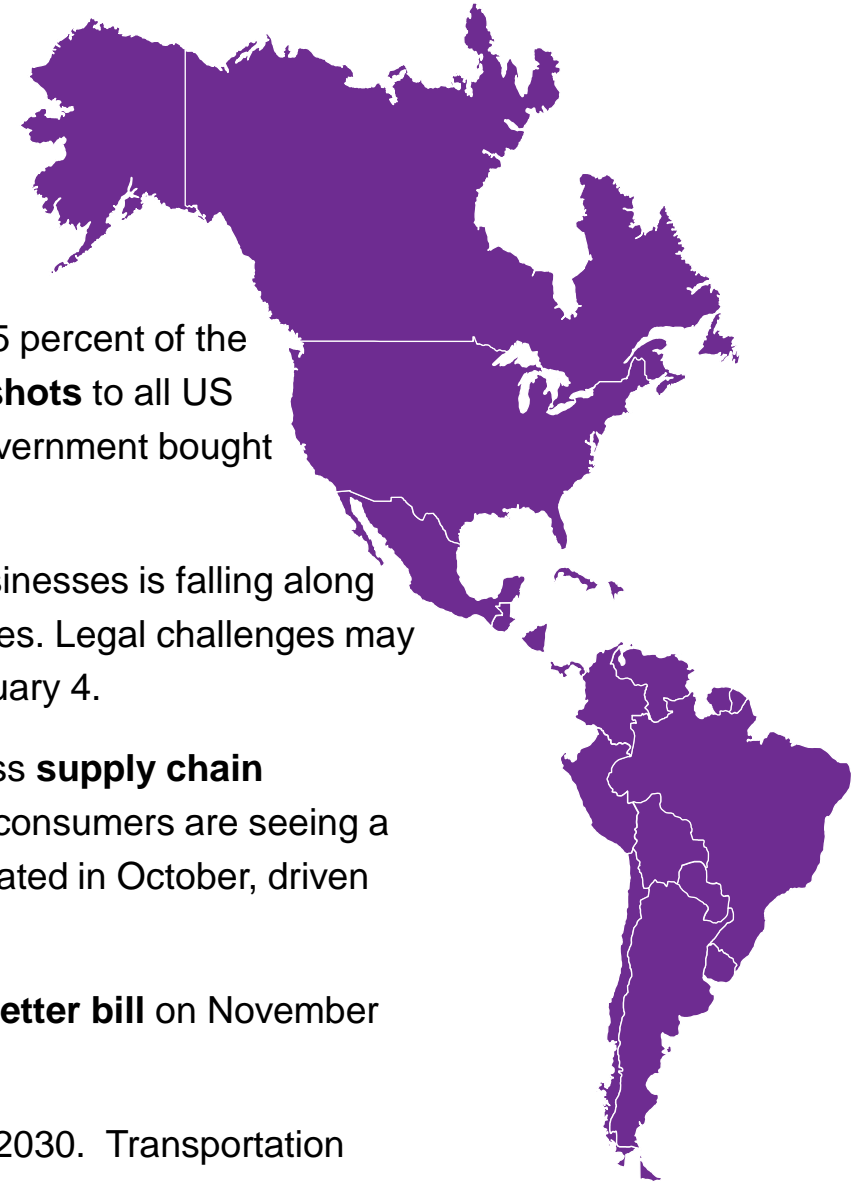 5 percent of the
shots to all US
vernment bought
sinesses is falling along
es. Legal challenges may
uary 4.
ss supply chain
consumers are seeing a
ated in October, driven
etter bill on November
2030. Transportation